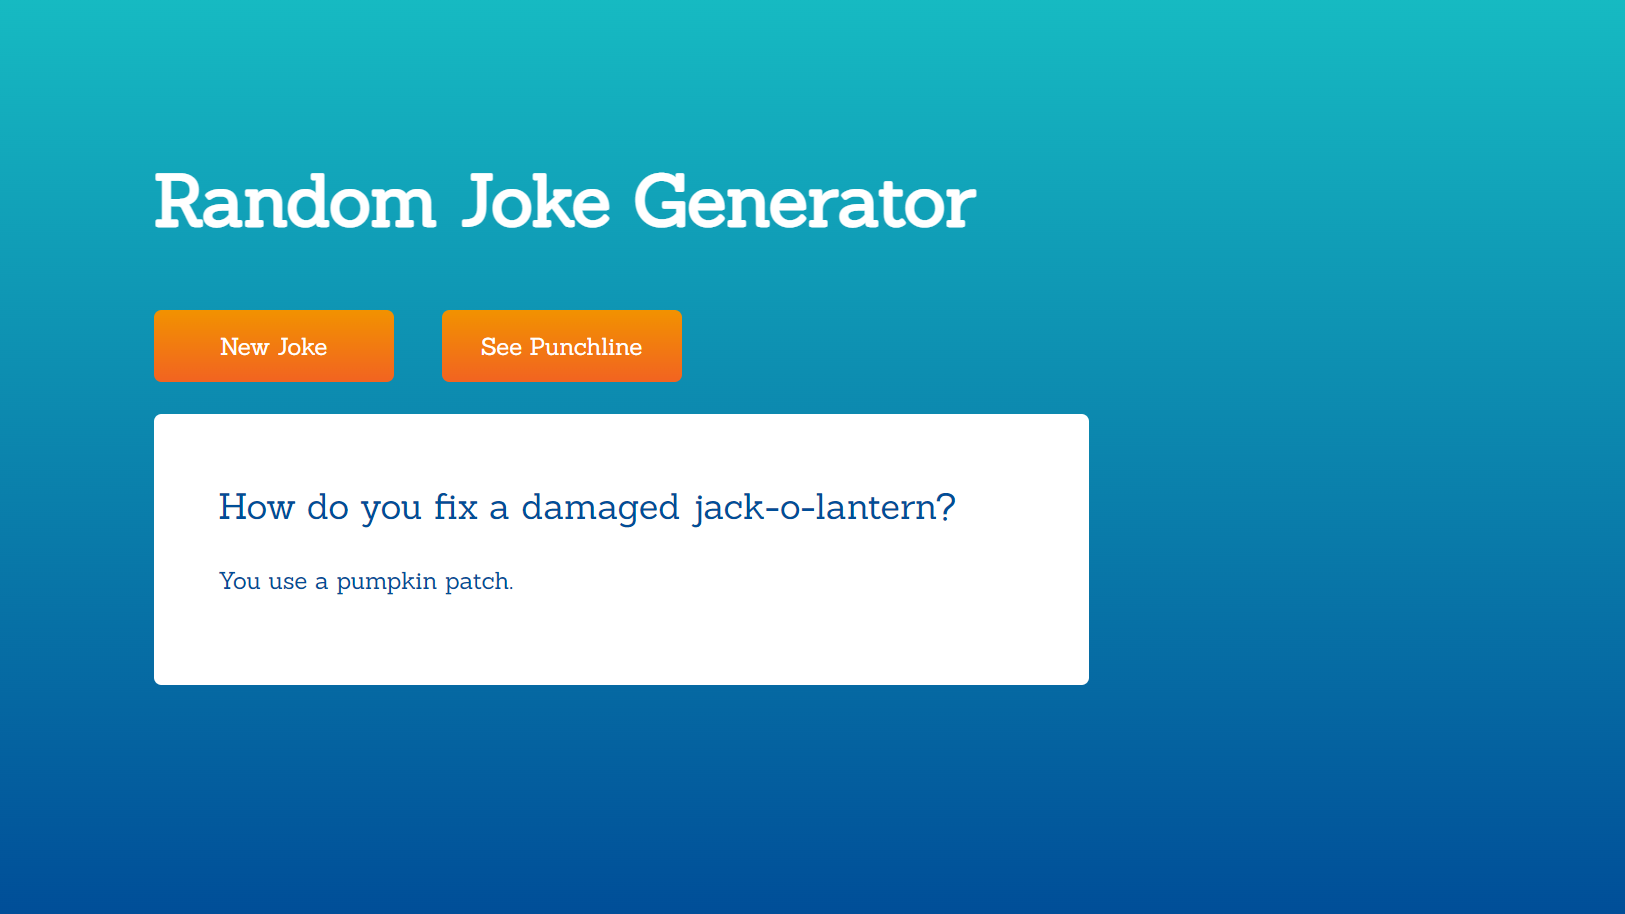 Random Joke Generator
New Joke
See Punchline
How do you fix a damaged jack-o-lantern?
You use a pumpkin patch.